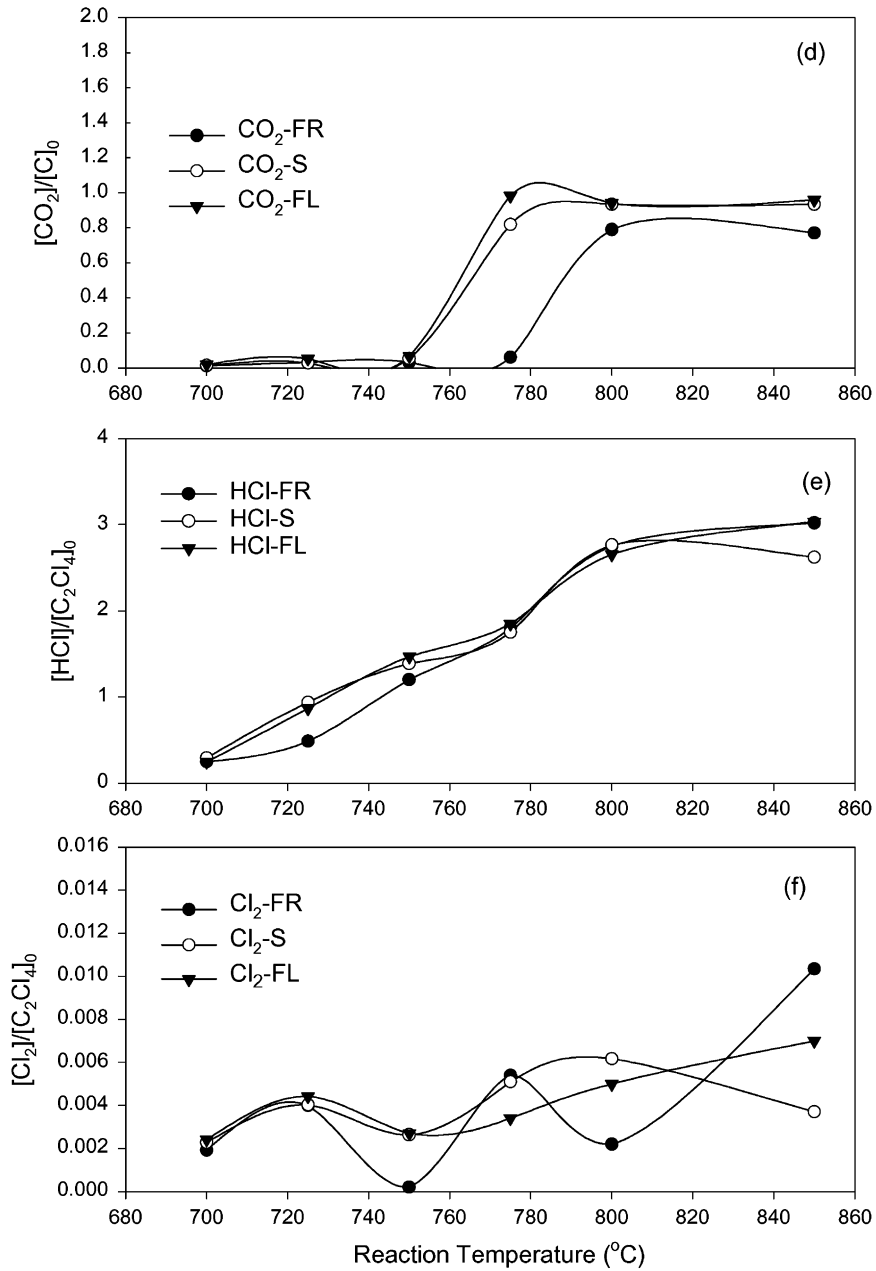 2.0
1.8
1.6
1.4
1.2
1.0
0.8
0.6
0.4
0.2
0.0
[CO₂]/[C]₀
(d)
CO₂-FR
CO₂-S
CO₂-FL
680 700 720 740 760 780 800 820 840 860
4
3
2
1
0
[HCl]/[C₂Cl₄]₀
(e)
HCl-FR
HCl-S
HCl-FL
680 700 720 740 760 780 800 820 840 860
0.016
0.014
0.012
0.010
0.008
0.006
0.004
0.002
0.000
[Cl₂]/[C₂Cl₄]₀
(f)
Cl₂-FR
Cl₂-S
Cl₂-FL
680 700 720 740 760 780 800 820 840 860
Reaction Temperature (°C)